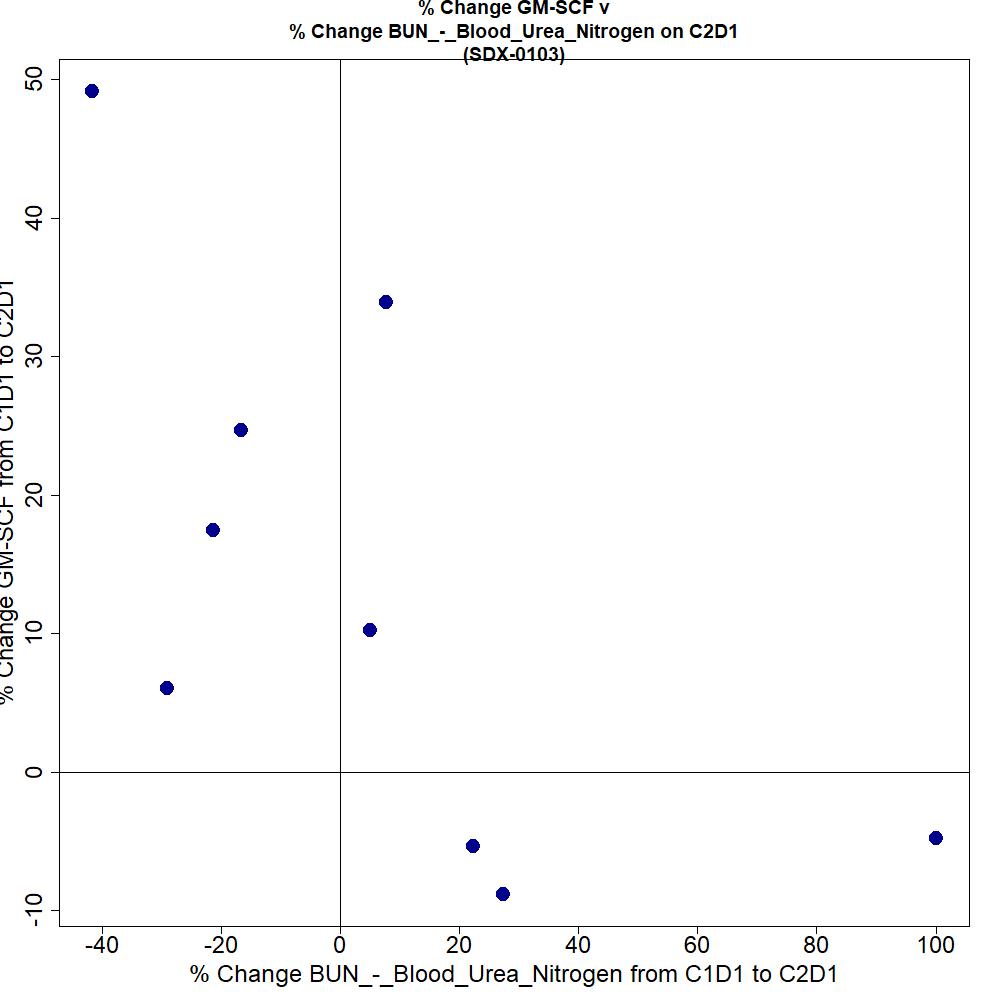 % Change GM-SCF v
% Change BUN_-_Blood_Urea_Nitrogen on C2D1
(SDX-0103)
% Change GM-SCF from C1D1 to C2D1
50
40
30
20
10
0
-10
-40 -20 0 20 40 60 80 100
% Change BUN_-_Blood_Urea_Nitrogen from C1D1 to C2D1